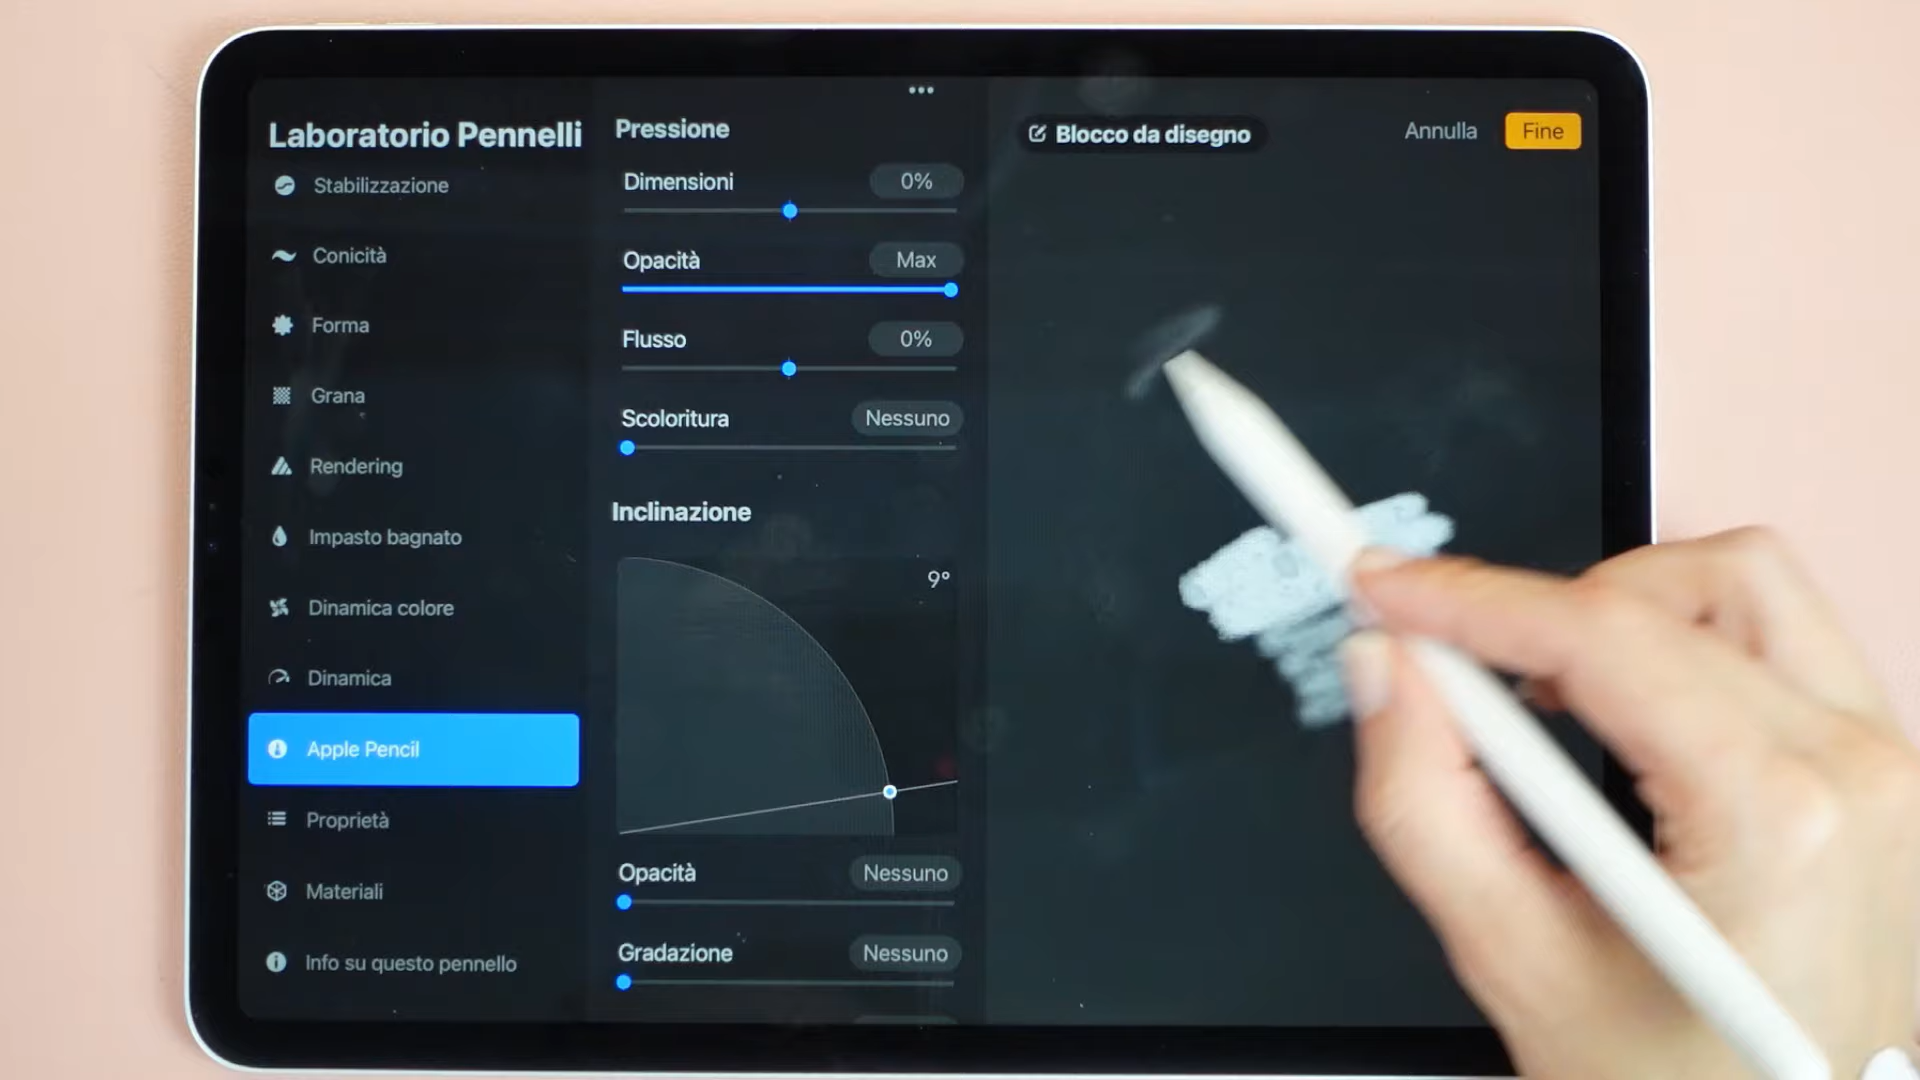 Laboratorio Pennelli
Stabilizzazione
Conicità
Forma
Grana
Rendering
Impasto bagnato
Dinamica colore
Dinamica
Apple Pencil
Proprietà
Materiali
Info su questo pennello
Pressione
Dimensioni 0%
Opacità Max
Flusso 0%
Scoloritura Nessuno
Inclinazione
9°
Opacità Nessuno
Gradazione Nessuno
Blocco da disegno
Annulla
Fine